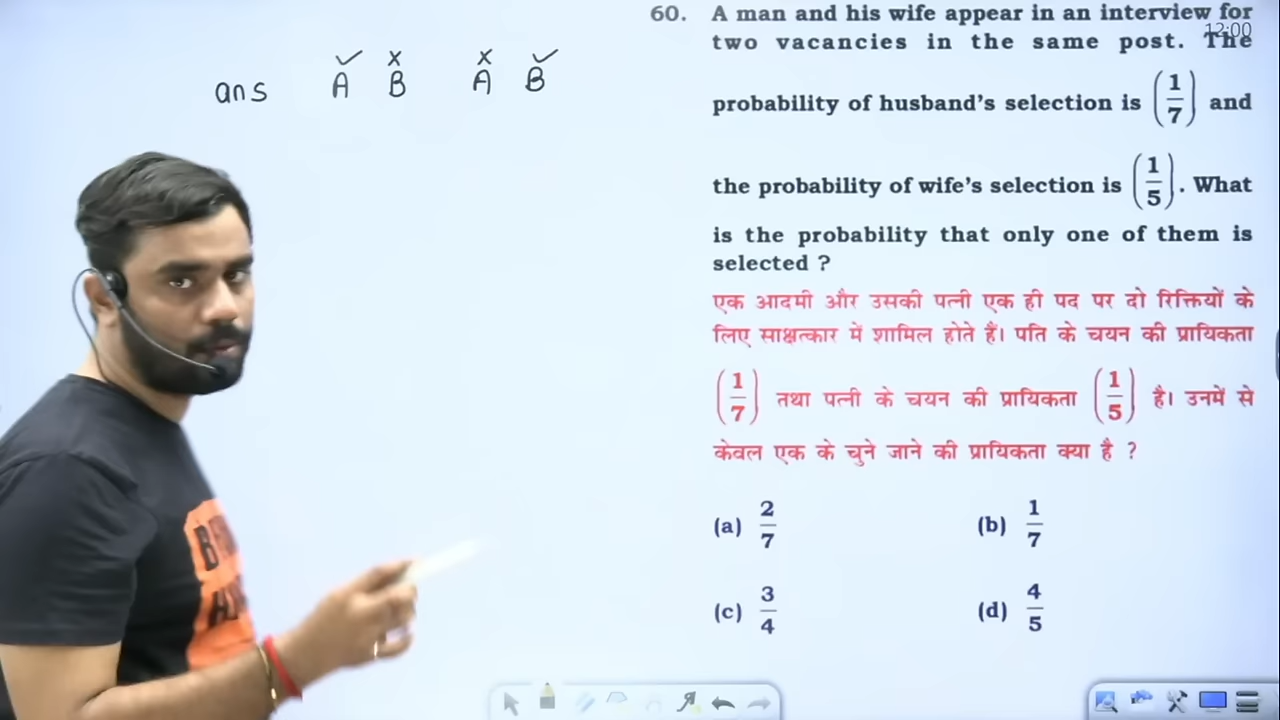 60. A man and his wife appear in an interview for
12:00
two vacancies in the same post. The
probability of husband's selection is (1/7) and
the probability of wife's selection is (1/5). What
is the probability that only one of them is
selected ?
एक आदमी और उसकी पत्नी एक ही पद पर दो रिक्तियों के
लिए साक्षात्कार में शामिल होते हैं। पति के चयन की प्रायिकता
(1/7) तथा पत्नी के चयन की प्रायिकता (1/5) है। उनमें से
केवल एक के चुने जाने की प्रायिकता क्या है ?
(a) 2/7 (b) 1/7
(c) 3/4 (d) 4/5
✓ × × ✓
ans A B A B